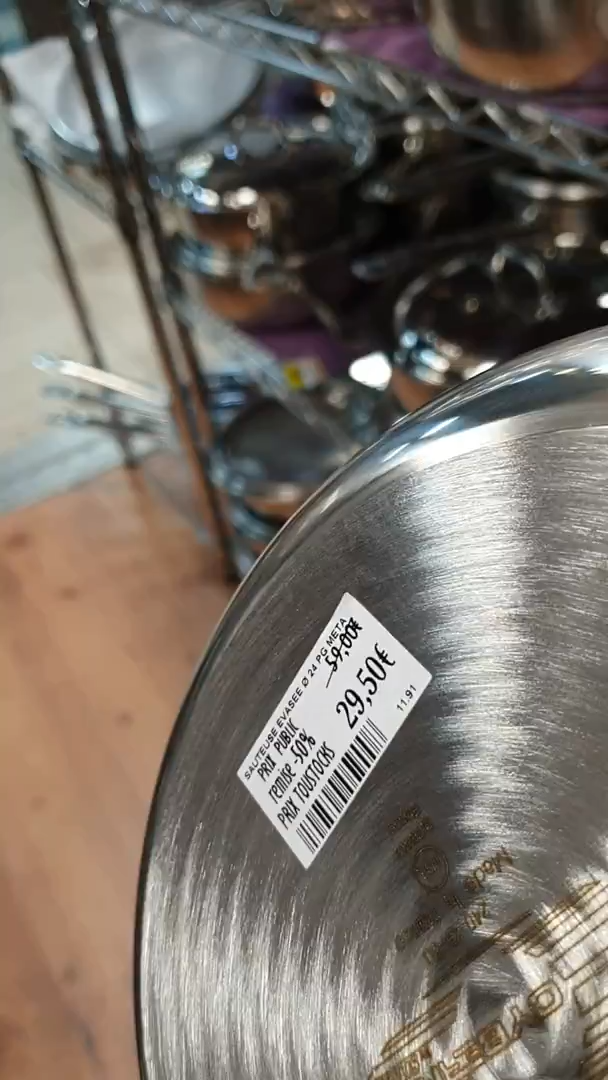 SAUTEUSE EVASEE Ø 24 PG META
PRIX PUBLIC 59,00€
remise -50%
PRIX TOUSTOCKS 29,50€
11.91
Made in